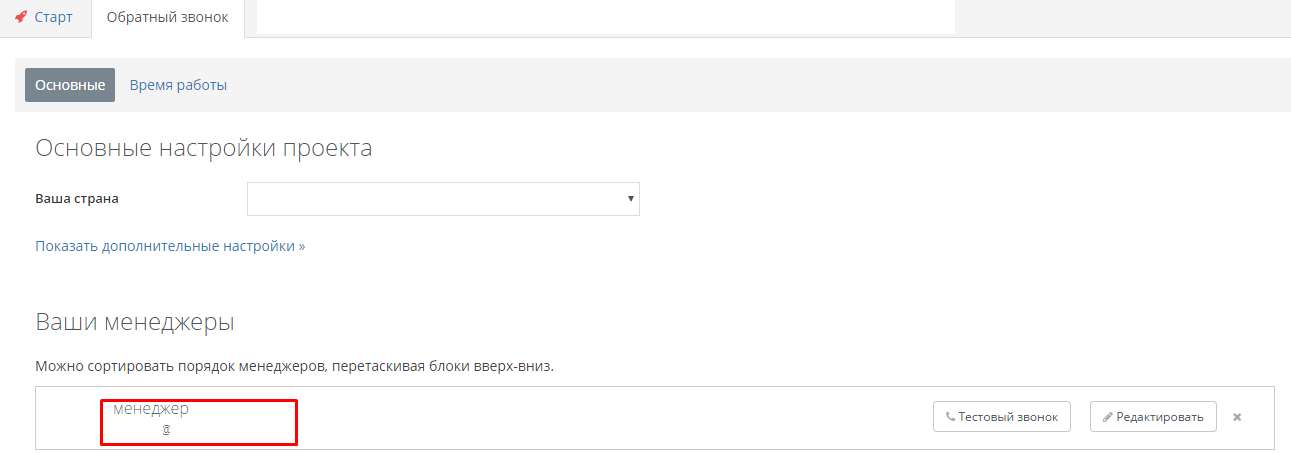 Старт Обратный звонок
Основные Время работы
Основные настройки проекта
Ваша страна
Показать дополнительные настройки »
Ваши менеджеры
Можно сортировать порядок менеджеров, перетаскивая блоки вверх-вниз.
менеджер
@
Тестовый звонок Редактировать